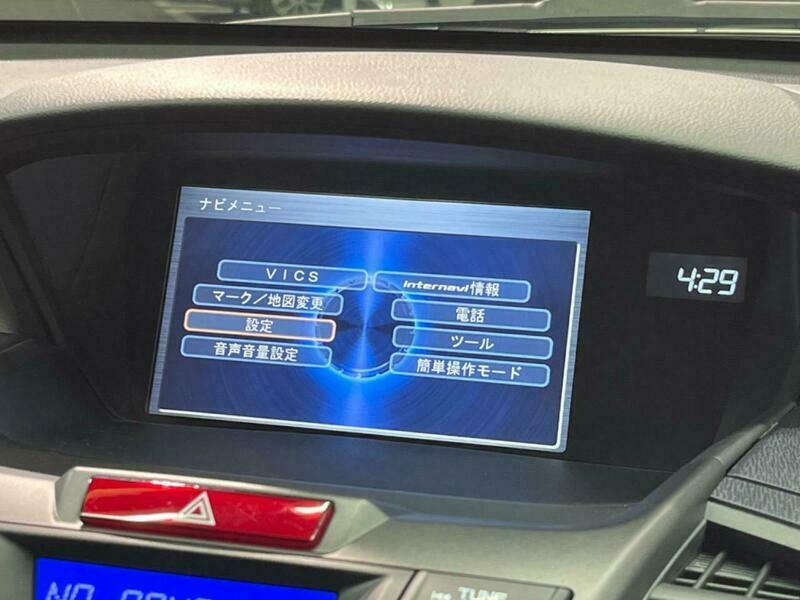 ナビメニュー
VICS
internavi情報
マーク／地図変更
電話
設定
ツール
音声音量設定
簡単操作モード
4:29
NO
TUNE